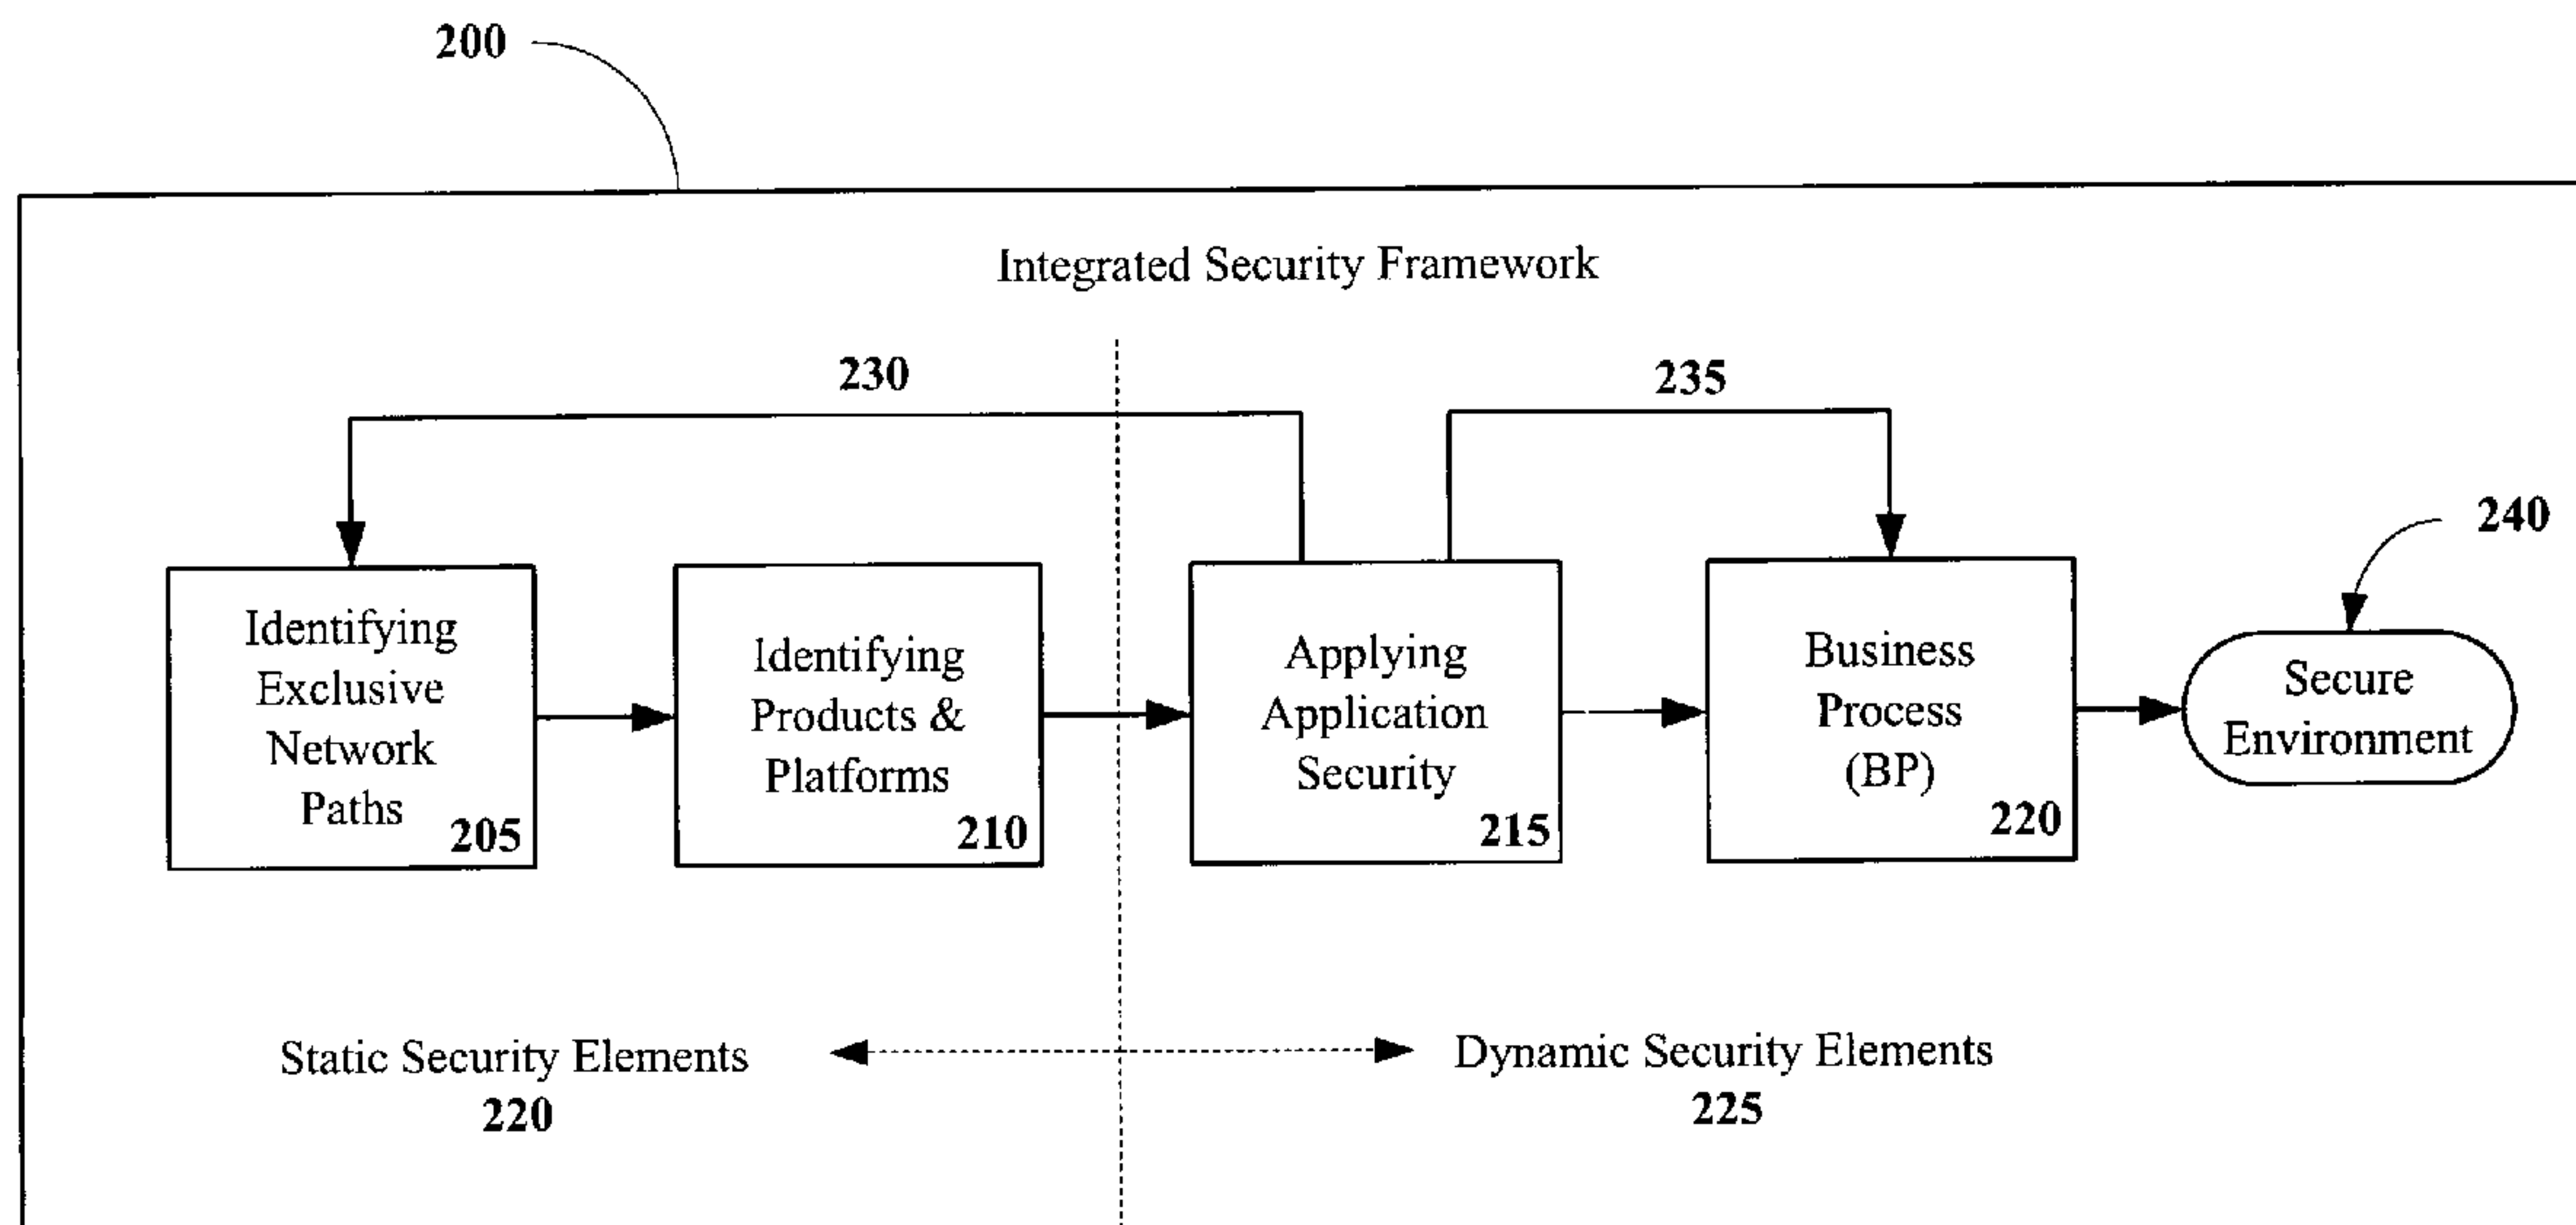 200
Integrated Security Framework
230
235
240
Identifying
Exclusive
Network
Paths
205
Identifying
Products &
Platforms
210
Applying
Application
Security
215
Business
Process
(BP)
220
Secure
Environment
Static Security Elements
220
Dynamic Security Elements
225